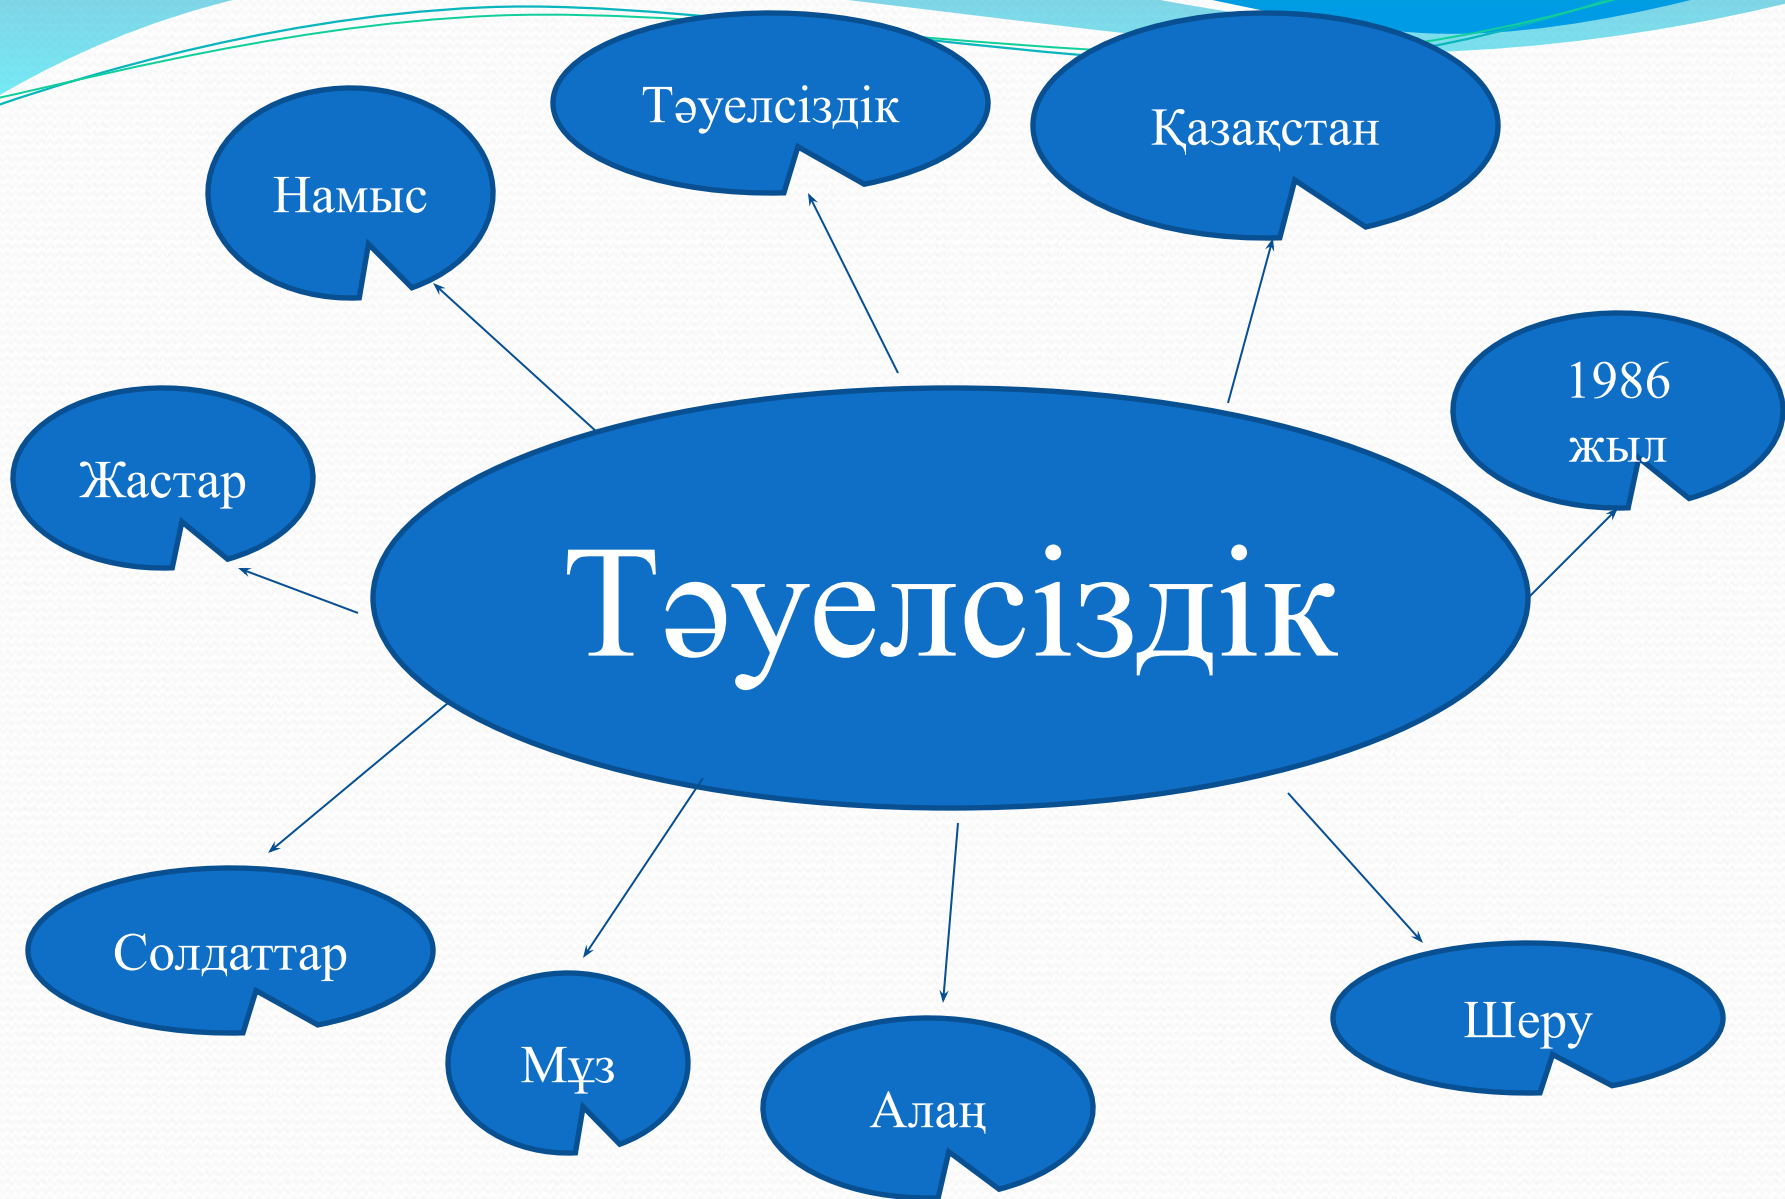 Тәуелсіздік
Қазақстан
Намыс
1986
жыл
Жастар
Тәуелсіздік
Солдаттар
Шеру
Мұз
Алаң